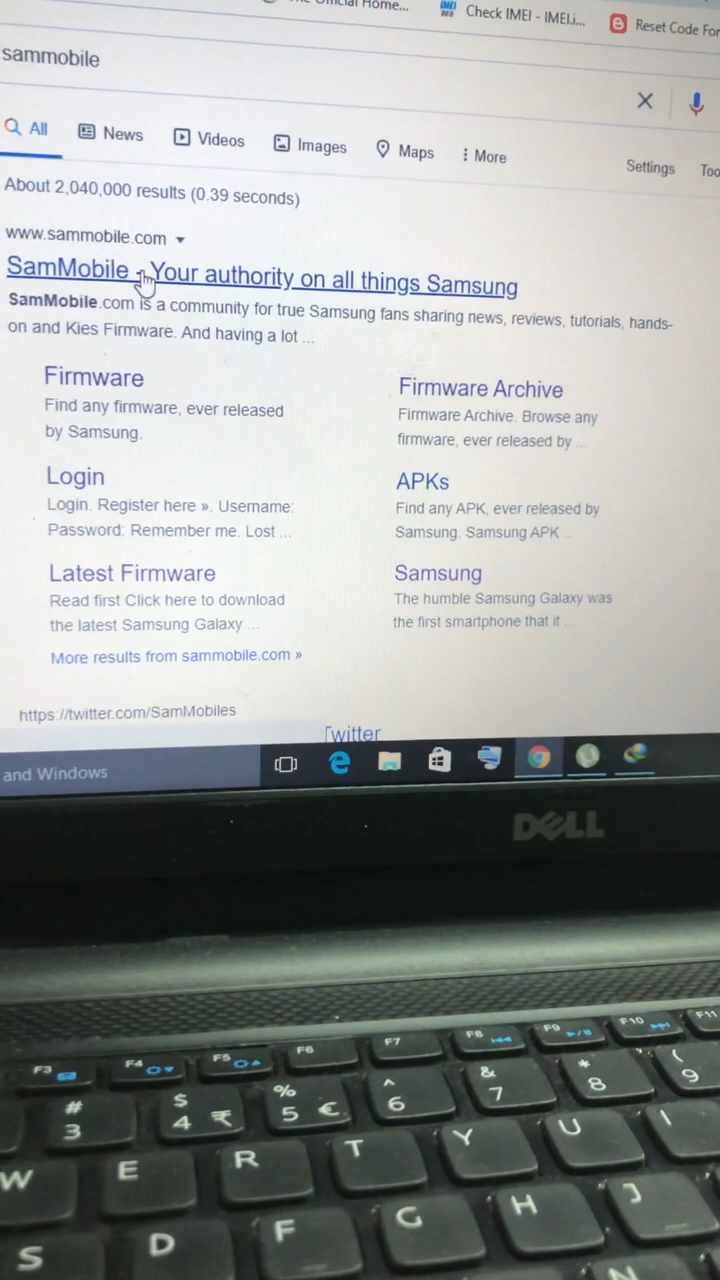 Official Home...
Check IMEI - IMEI.i...
Reset Code For
sammobile
All
News
Videos
Images
Maps
More
Settings
About 2,040,000 results (0.39 seconds)
www.sammobile.com
SamMobile - Your authority on all things Samsung
SamMobile.com is a community for true Samsung fans sharing news, reviews, tutorials, hands-
on and Kies Firmware. And having a lot ...
Firmware
Find any firmware, ever released
by Samsung.
Firmware Archive
Firmware Archive. Browse any
firmware, ever released by ...
Login
Login. Register here ». Username:
Password: Remember me. Lost ...
APKs
Find any APK, ever released by
Samsung. Samsung APK ...
Latest Firmware
Read first Click here to download
the latest Samsung Galaxy ...
Samsung
The humble Samsung Galaxy was
the first smartphone that it ...
More results from sammobile.com »
https://twitter.com/SamMobiles
Twitter
and Windows
DELL
F3
F4
F5
F6
F7
F8
F9
F10
F11
# 3
$ 4 ₹
% 5 €
^ 6
& 7
* 8
( 9
W
E
R
T
Y
U
I
S
D
F
G
H
J
N